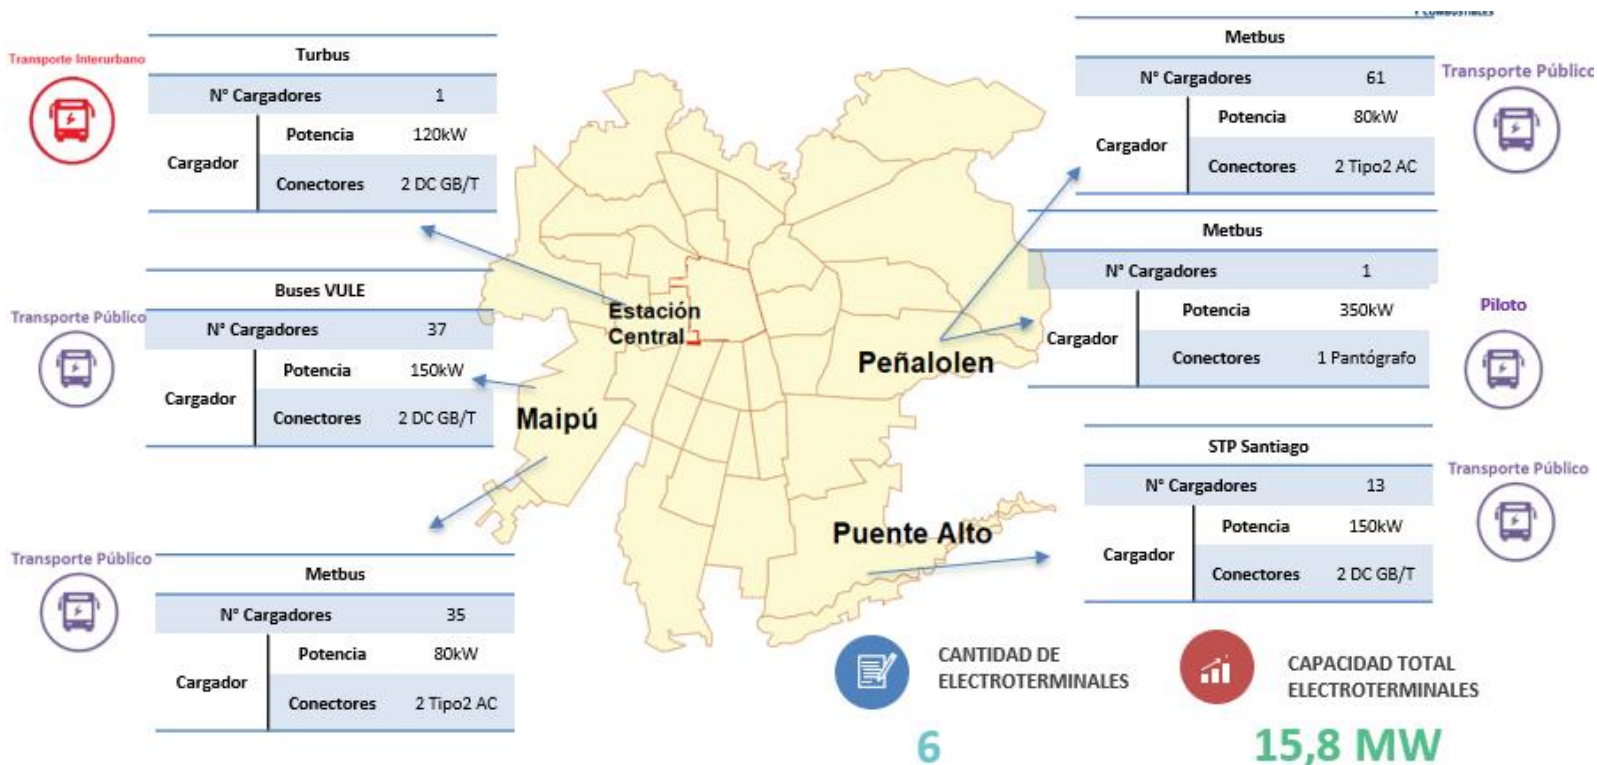 Transporte Interurbano
Turbus
N° Cargadores 1
Cargador
Potencia 120kW
Conectores 2 DC GB/T
Transporte Público
Buses VULE
N° Cargadores 37
Cargador
Potencia 150kW
Conectores 2 DC GB/T
Transporte Público
Metbus
N° Cargadores 35
Cargador
Potencia 80kW
Conectores 2 Tipo2 AC
Estación
Central
Maipú
Peñalolen
Puente Alto
Y COMBUSTIBLES
Metbus
N° Cargadores 61
Cargador
Potencia 80kW
Conectores 2 Tipo2 AC
Transporte Público
Metbus
N° Cargadores 1
Cargador
Potencia 350kW
Conectores 1 Pantógrafo
Piloto
STP Santiago
N° Cargadores 13
Cargador
Potencia 150kW
Conectores 2 DC GB/T
Transporte Público
CANTIDAD DE
ELECTROTERMINALES
6
CAPACIDAD TOTAL
ELECTROTERMINALES
15,8 MW